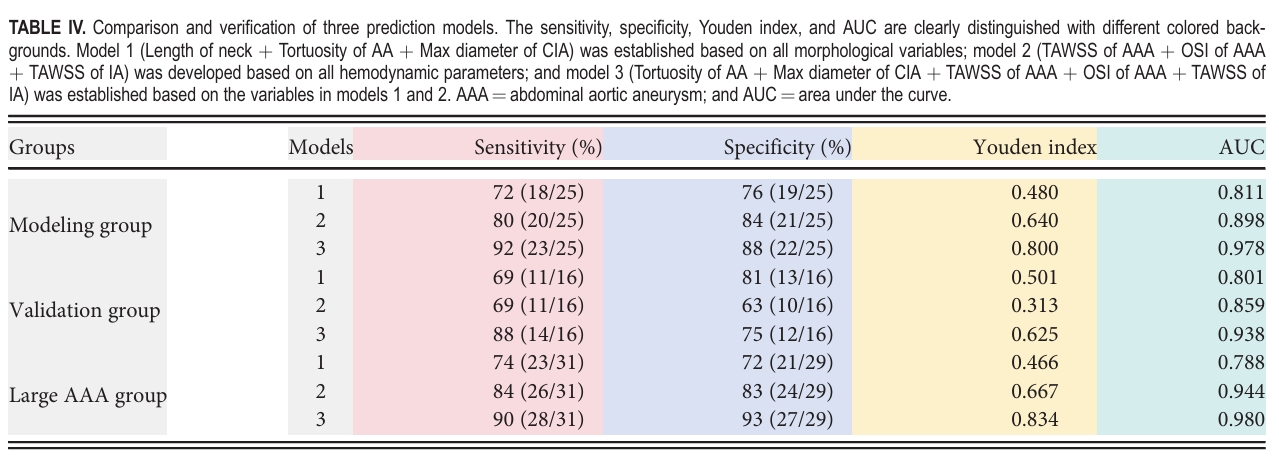 TABLE IV. Comparison and verification of three prediction models. The sensitivity, specificity, Youden index, and AUC are clearly distinguished with different colored back-
grounds. Model 1 (Length of neck + Tortuosity of AA + Max diameter of CIA) was established based on all morphological variables; model 2 (TAWSS of AAA + OSI of AAA
+ TAWSS of IA) was developed based on all hemodynamic parameters; and model 3 (Tortuosity of AA + Max diameter of CIA + TAWSS of AAA + OSI of AAA + TAWSS of
IA) was established based on the variables in models 1 and 2. AAA = abdominal aortic aneurysm; and AUC = area under the curve.
Groups Models Sensitivity (%) Specificity (%) Youden index AUC
1 72 (18/25) 76 (19/25) 0.480 0.811
Modeling group 2 80 (20/25) 84 (21/25) 0.640 0.898
3 92 (23/25) 88 (22/25) 0.800 0.978
1 69 (11/16) 81 (13/16) 0.501 0.801
Validation group 2 69 (11/16) 63 (10/16) 0.313 0.859
3 88 (14/16) 75 (12/16) 0.625 0.938
1 74 (23/31) 72 (21/29) 0.466 0.788
Large AAA group 2 84 (26/31) 83 (24/29) 0.667 0.944
3 90 (28/31) 93 (27/29) 0.834 0.980